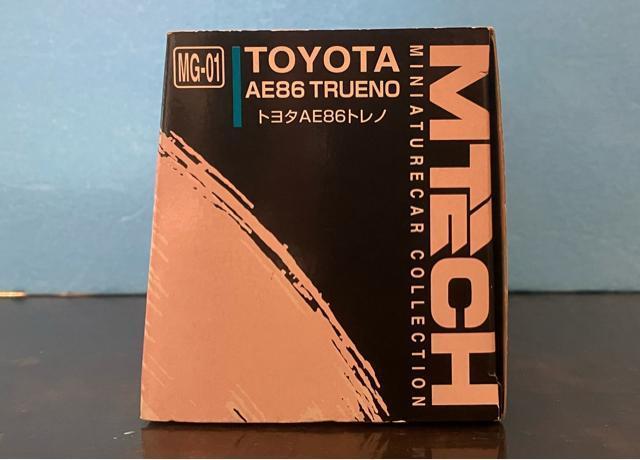 MG-01
TOYOTA
AE86 TRUENO
トヨタAE86トレノ
MTECH
MINIATURECAR COLLECTION